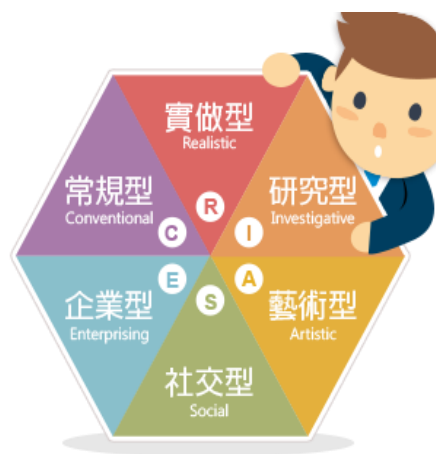 實做型
Realistic
研究型
Investigative
藝術型
Artistic
社交型
Social
企業型
Enterprising
常規型
Conventional
R
I
A
S
E
C